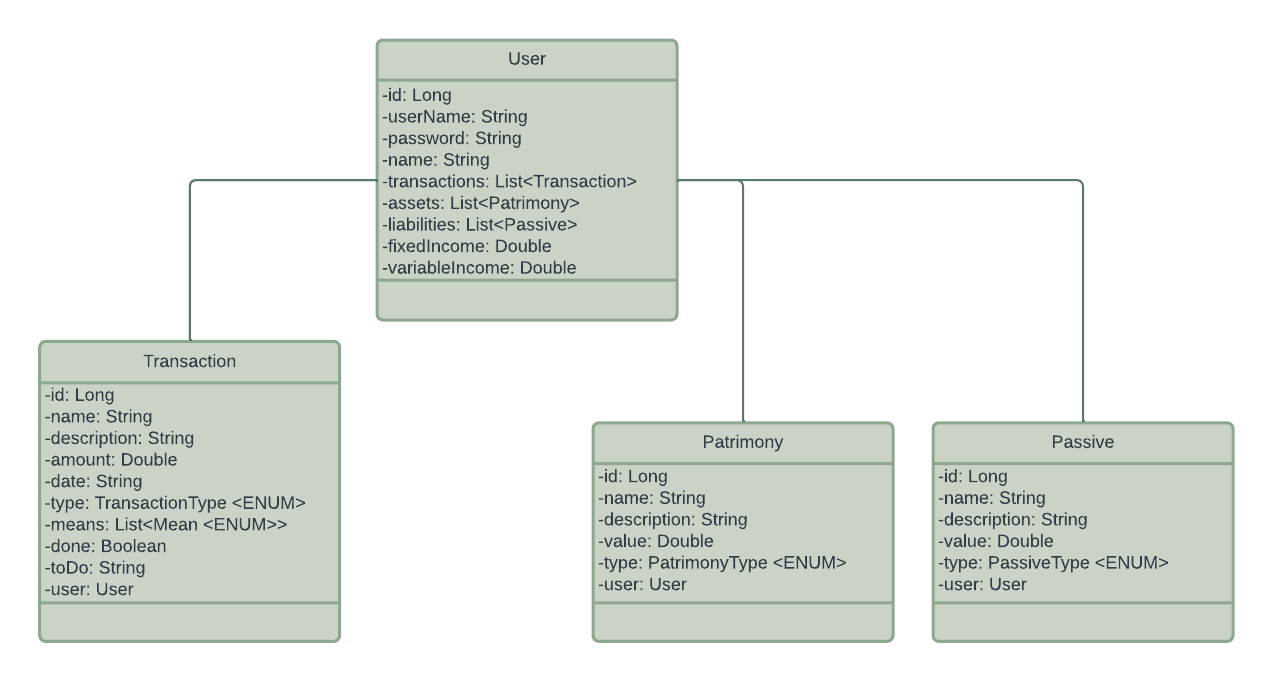 User
-id: Long
-userName: String
-password: String
-name: String
-transactions: List<Transaction>
-assets: List<Patrimony>
-liabilities: List<Passive>
-fixedIncome: Double
-variableIncome: Double
Transaction
-id: Long
-name: String
-description: String
-amount: Double
-date: String
-type: TransactionType <ENUM>
-means: List<Mean <ENUM>>
-done: Boolean
-toDo: String
-user: User
Patrimony
-id: Long
-name: String
-description: String
-value: Double
-type: PatrimonyType <ENUM>
-user: User
Passive
-id: Long
-name: String
-description: String
-value: Double
-type: PassiveType <ENUM>
-user: User